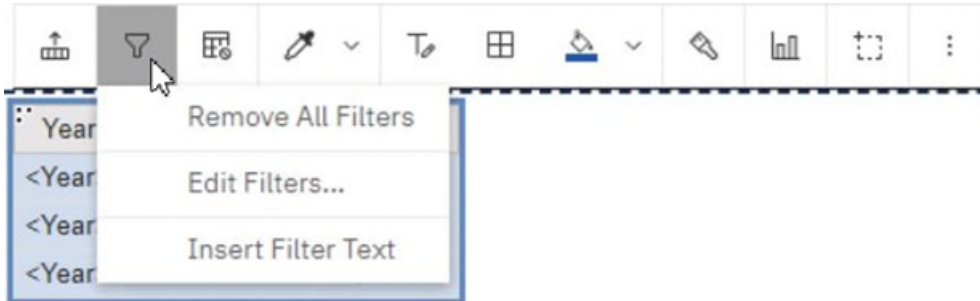 Remove All Filters
Year
<Year
Edit Filters...
<Year
Insert Filter Text
<Year